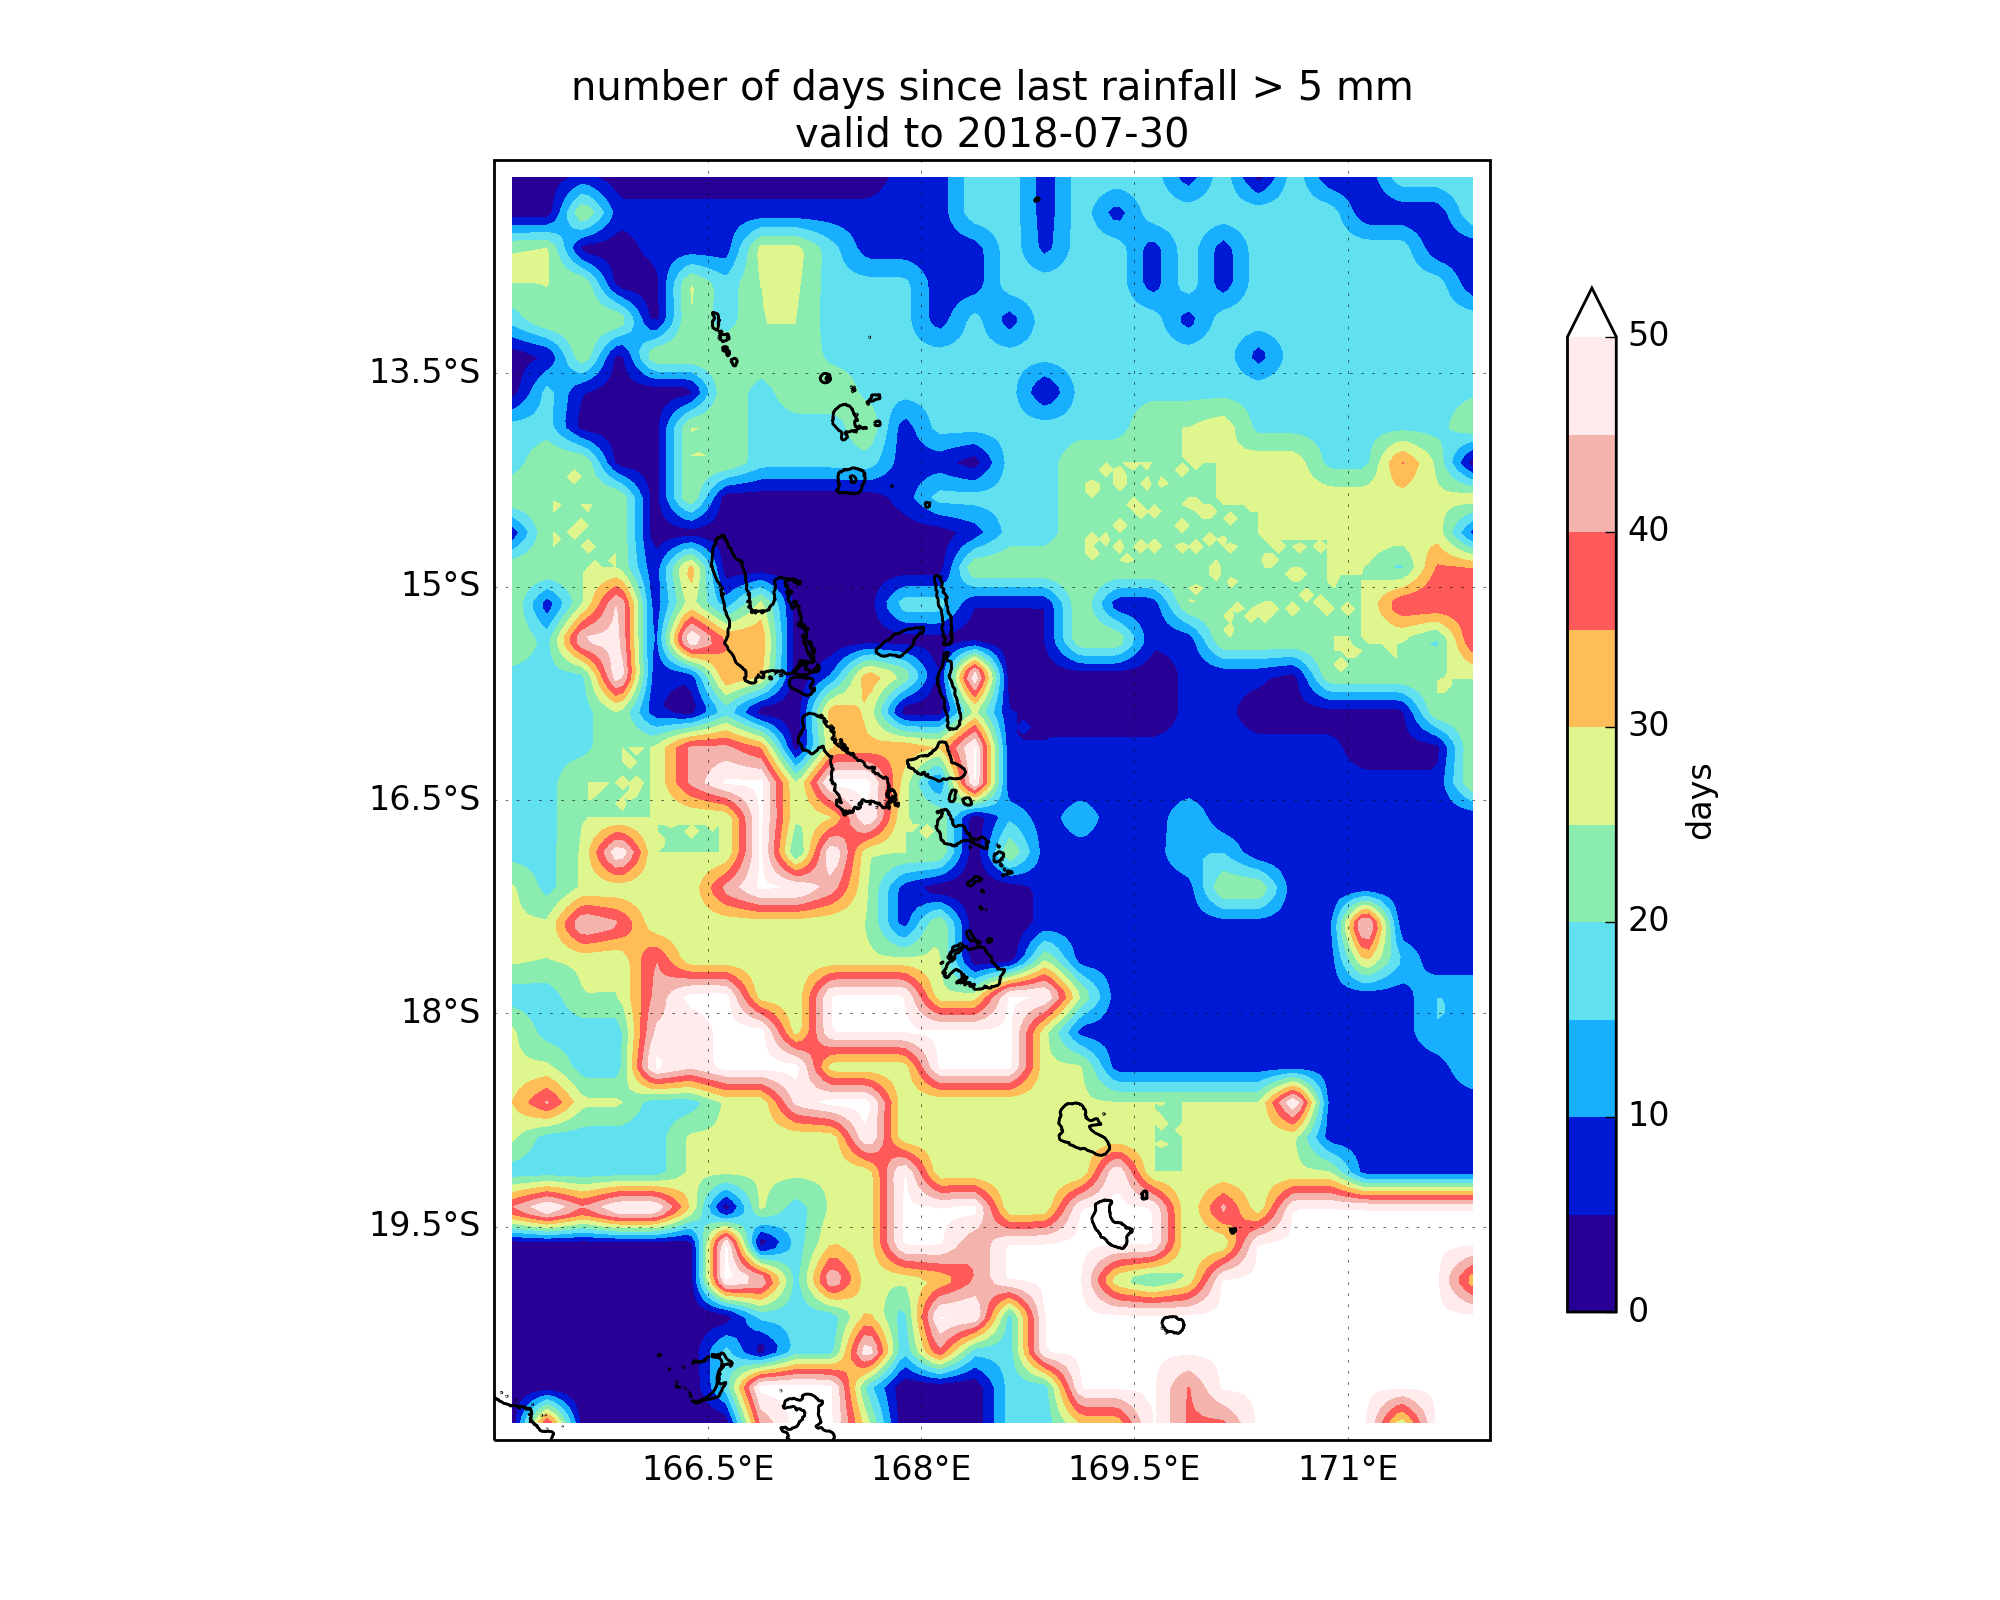 number of days since last rainfall > 5 mm
valid to 2018-07-30
13.5°S
15°S
16.5°S
18°S
19.5°S
166.5°E
168°E
169.5°E
171°E
50
40
30
20
10
0
days